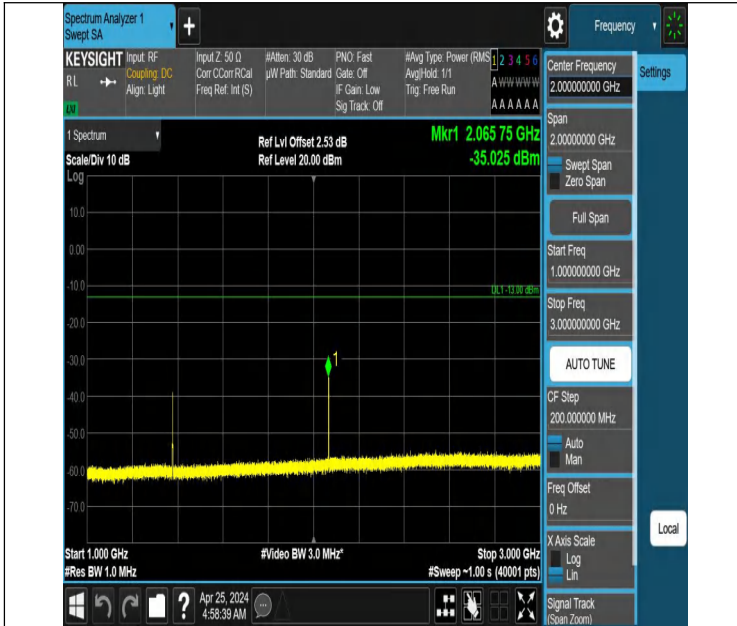 Spectrum Analyzer 1
Swept SA
+
Frequency
KEYSIGHT
RL
Input: RF
Coupling: DC
Align: Light
Input Z: 50 Ω
Corr CCorr RCal
Freq Ref: Int (S)
#Atten: 30 dB
µW Path: Standard
PNO: Fast
Gate: Off
IF Gain: Low
Sig Track: Off
#Avg Type: Power (RMS
Avg|Hold: 1/1
Trig: Free Run
1 2 3 4 5 6
A W W W W W
A A A A A A
1 Spectrum
Scale/Div 10 dB
Log
Ref Lvl Offset 2.53 dB
Ref Level 20.00 dBm
Mkr1 2.065 75 GHz
-35.025 dBm
10.0
0.00
-10.0
DL1 -13.00 dBm
-20.0
-30.0
1
-40.0
-50.0
-60.0
-70.0
Start 1.000 GHz
#Res BW 1.0 MHz
#Video BW 3.0 MHz*
Stop 3.000 GHz
#Sweep ~1.00 s (40001 pts)
?
Apr 25, 2024
4:58:39 AM
Center Frequency
2.000000000 GHz
Settings
Span
2.00000000 GHz
Swept Span
Zero Span
Full Span
Start Freq
1.000000000 GHz
Stop Freq
3.000000000 GHz
AUTO TUNE
CF Step
200.000000 MHz
Auto
Man
Freq Offset
0 Hz
Local
X Axis Scale
Log
Lin
Signal Track
(Span Zoom)